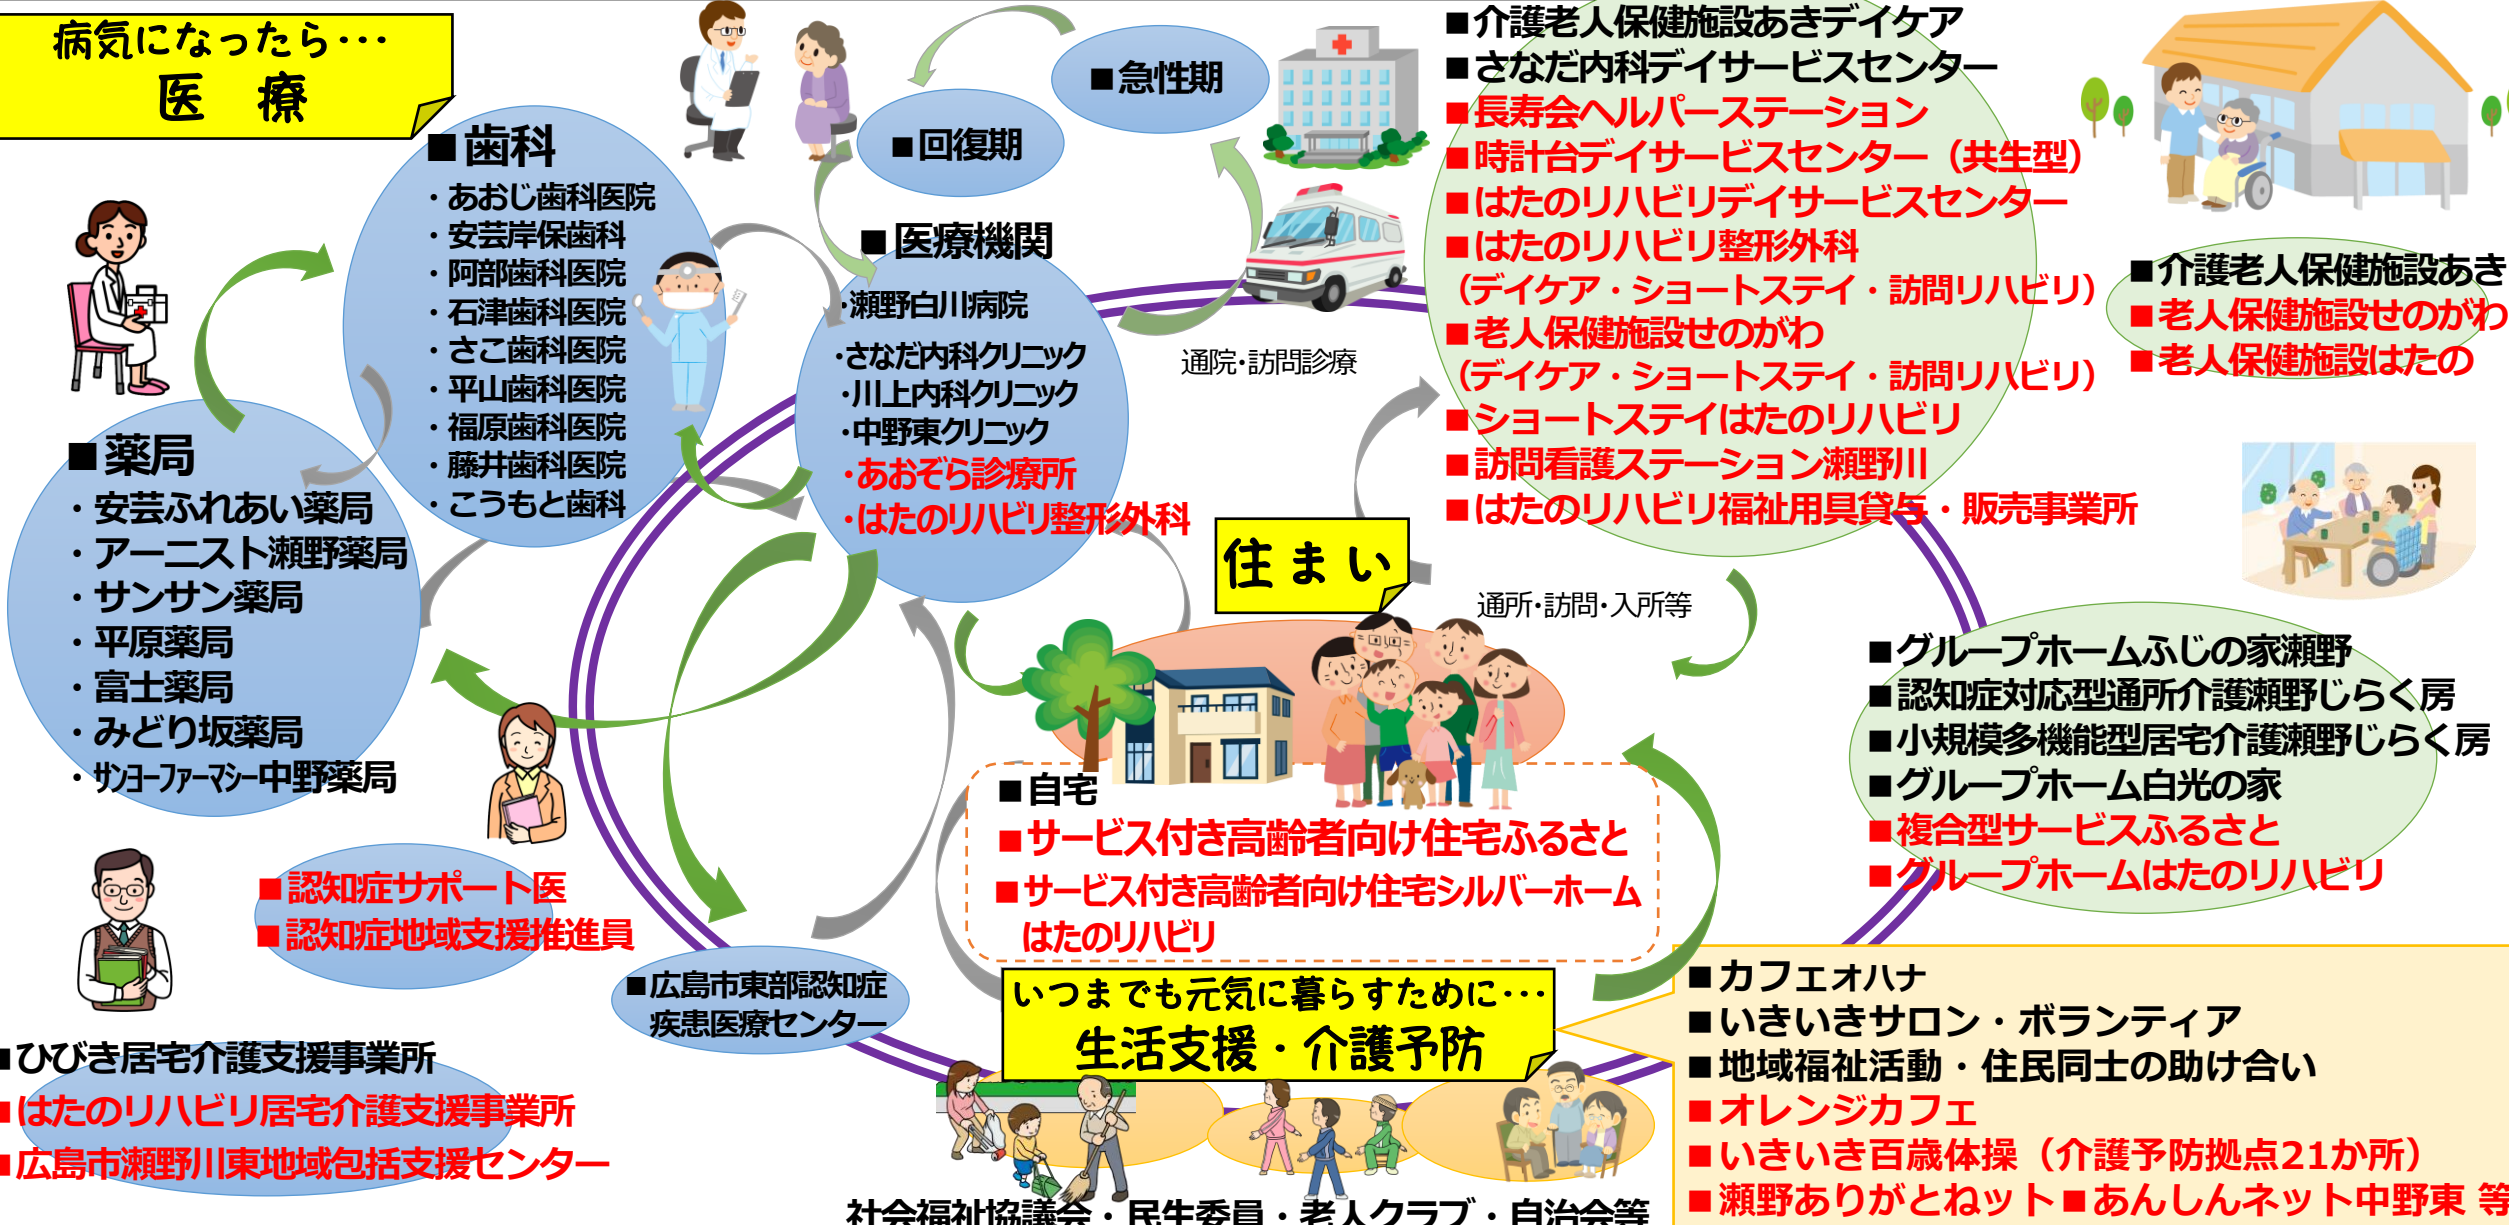 病気になったら…
医 療
■歯科
・あおじ歯科医院
・安芸岸保歯科
・阿部歯科医院
・石津歯科医院
・さこ歯科医院
・平山歯科医院
・福原歯科医院
・藤井歯科医院
・こうもと歯科
■薬局
・安芸ふれあい薬局
・アーニスト瀬野薬局
・サンサン薬局
・平原薬局
・富士薬局
・みどり坂薬局
・サンヨーファーマシー中野薬局
■急性期
■回復期
■医療機関
・瀬野白川病院
・さなだ内科クリニック
・川上内科クリニック
・中野東クリニック
・あおぞら診療所
・はたのリハビリ整形外科
通院・訪問診療
■介護老人保健施設あきデイケア
■さなだ内科デイサービスセンター
■長寿会ヘルパーステーション
■時計台デイサービスセンター（共生型）
■はたのリハビリデイサービスセンター
■はたのリハビリ整形外科
（デイケア・ショートステイ・訪問リハビリ）
■老人保健施設せのがわ
（デイケア・ショートステイ・訪問リハビリ）
■ショートステイはたのリハビリ
■訪問看護ステーション瀬野川
■はたのリハビリ福祉用具貸与・販売事業所
■介護老人保健施設あき
■老人保健施設せのがわ
■老人保健施設はたの
住まい
通所・訪問・入所等
■グループホームふじの家瀬野
■認知症対応型通所介護瀬野じらく房
■小規模多機能型居宅介護瀬野じらく房
■グループホーム白光の家
■複合型サービスふるさと
■グループホームはたのリハビリ
■自宅
■サービス付き高齢者向け住宅ふるさと
■サービス付き高齢者向け住宅シルバーホーム
はたのリハビリ
■認知症サポート医
■認知症地域支援推進員
■広島市東部認知症
疾患医療センター
■ひびき居宅介護支援事業所
■はたのリハビリ居宅介護支援事業所
■広島市瀬野川東地域包括支援センター
いつまでも元気に暮らすために…
生活支援・介護予防
■カフェオハナ
■いきいきサロン・ボランティア
■地域福祉活動・住民同士の助け合い
■オレンジカフェ
■いきいき百歳体操（介護予防拠点21か所）
■瀬野ありがとねット■あんしんネット中野東 等
社会福祉協議会・民生委員・老人クラブ・自治会等